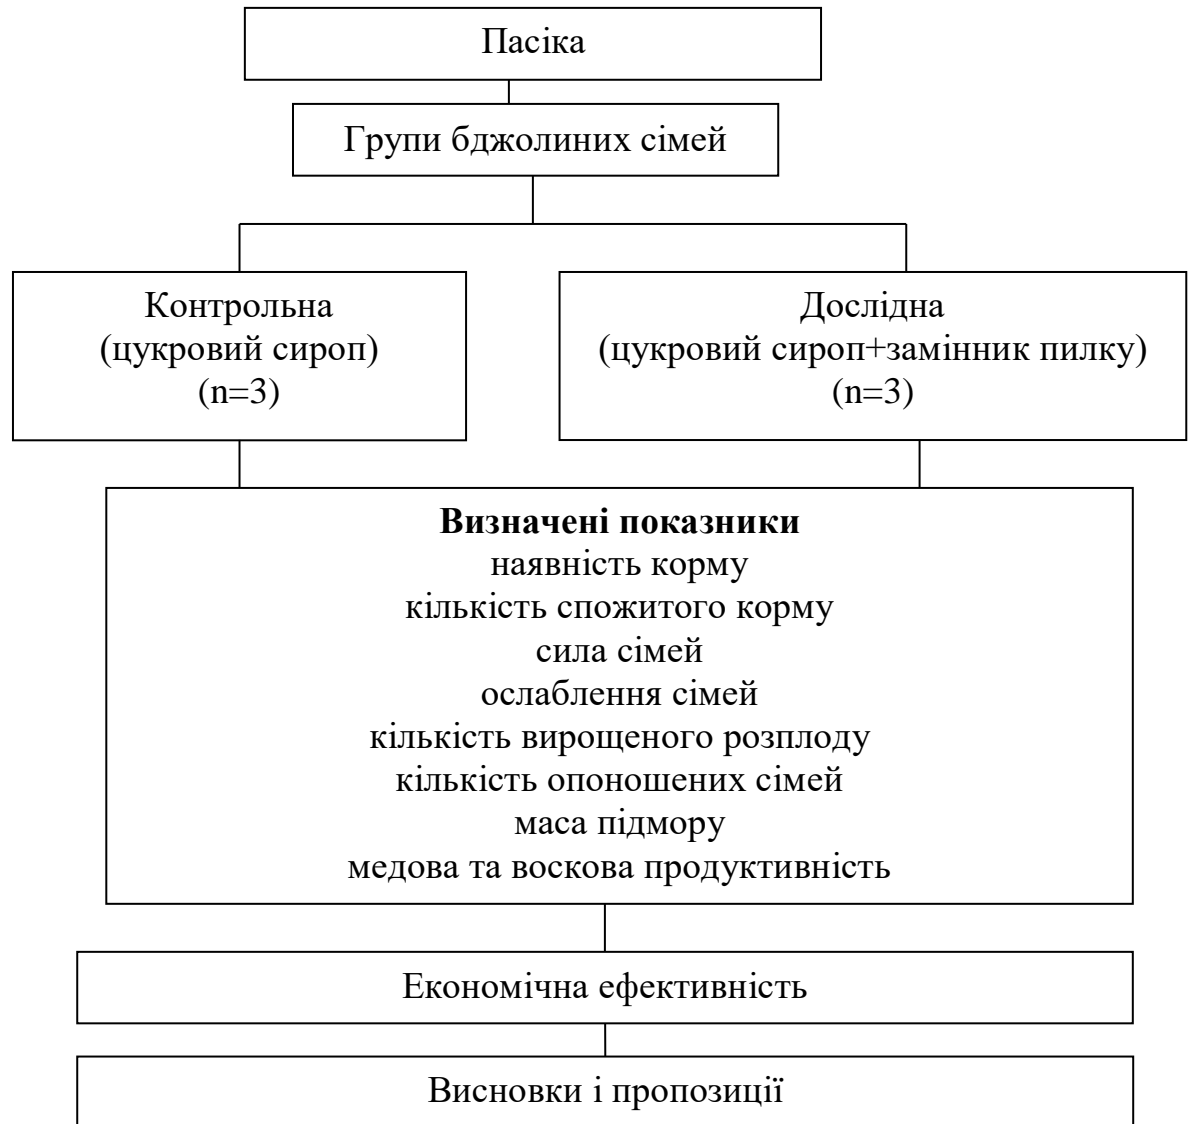 Пасіка
Групи бджолиних сімей
Контрольна
(цукровий сироп)
(n=3)
Дослідна
(цукровий сироп+замінник пилку)
(n=3)
Визначені показники
наявність корму
кількість спожитого корму
сила сімей
ослаблення сімей
кількість вирощеного розплоду
кількість опоношених сімей
маса підмору
медова та воскова продуктивність
Економічна ефективність
Висновки і пропозиції